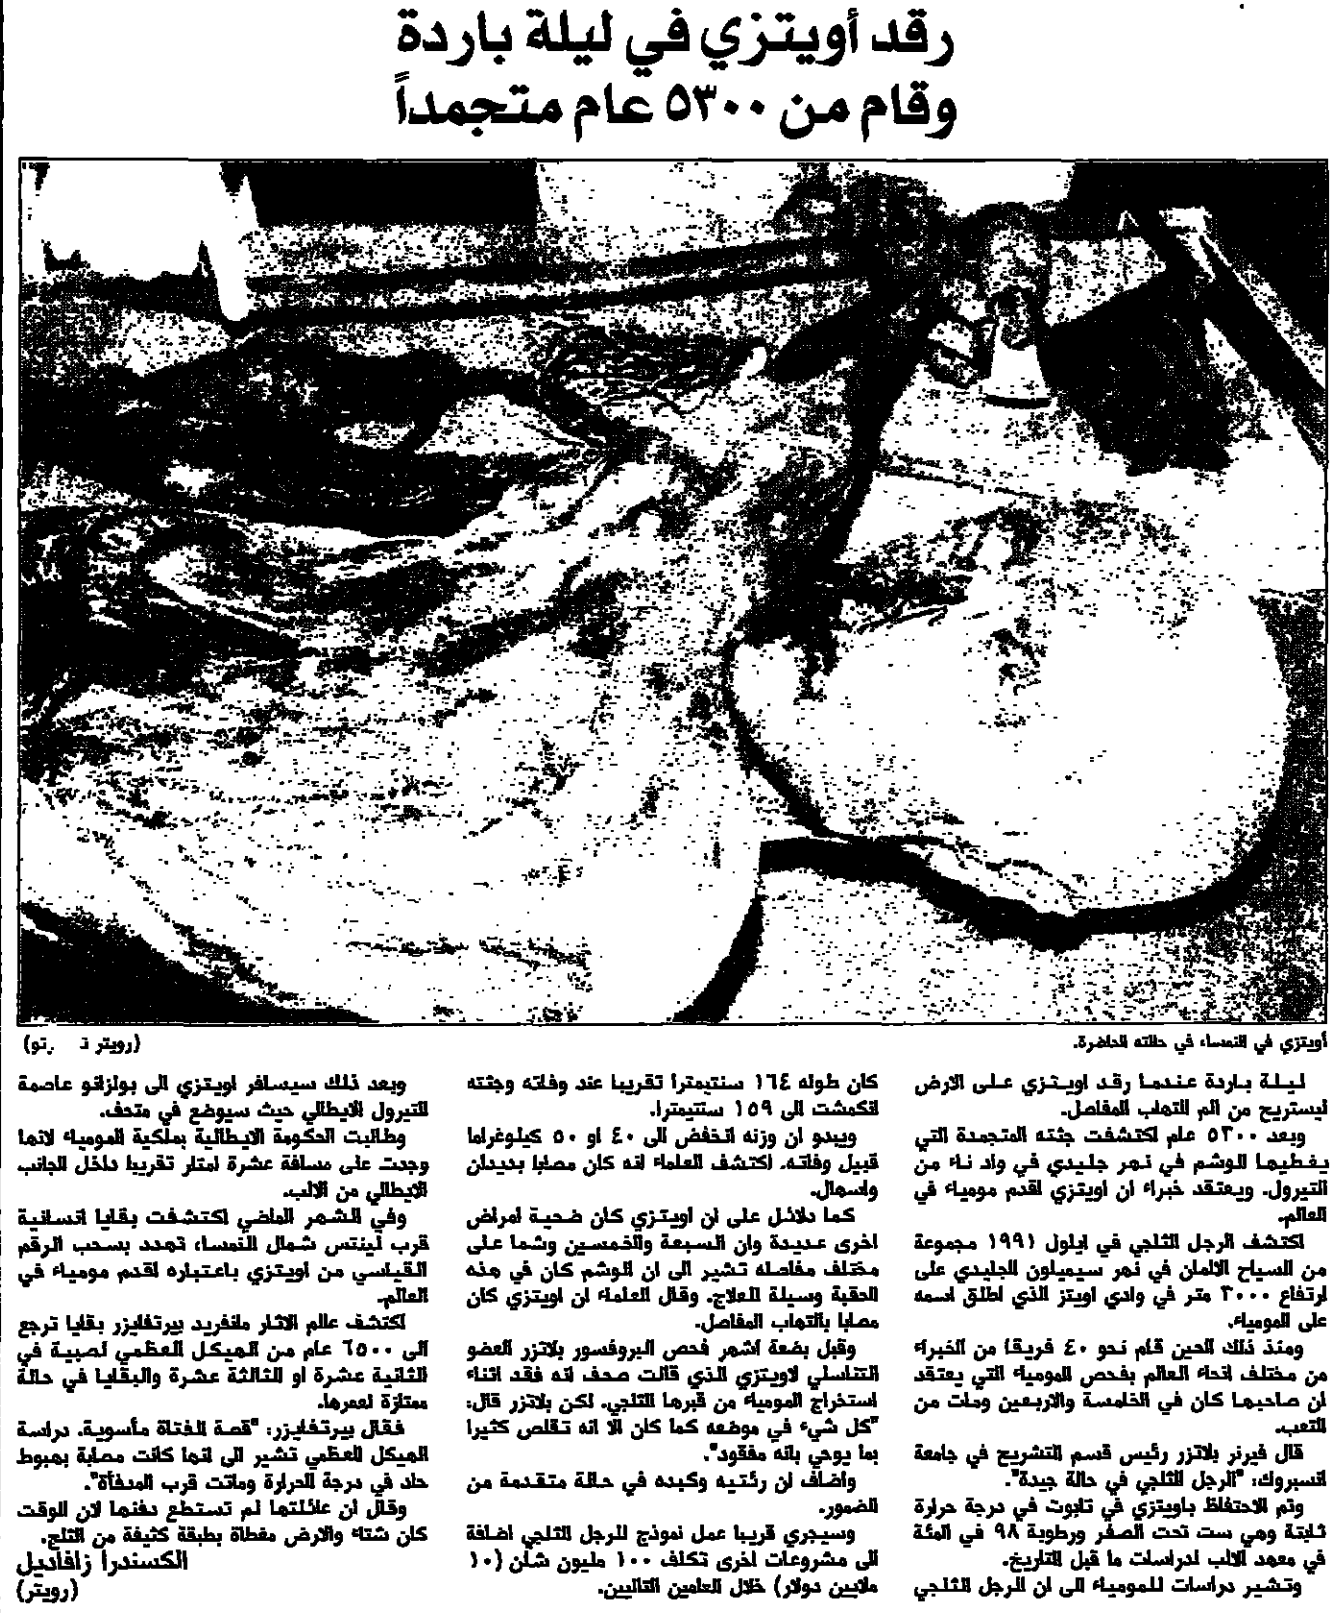 رقد أويتزي في ليلة باردة
وقام من ٥٣٠٠ عام متجمداً
أويتزي في النمساء في حالته الحاضرة.
(رويتر
ليلة باردة عندما رقد اويتزي على الارض
ليستريح من الم التهاب المفاصل.
وبعد ٥٣٠٠ عام اكتشفت جثته المتجمدة التي
يغطيها الوشم في نهر جليدي في واد ناء من
التيرول. ويعتقد خبراء ان اويتزي اقدم مومياء في
العالم.
اكتشف الرجل الثلجي في ايلول ١٩٩١ مجموعة
من السياح الالمان في نهر سيميلون الجليدي على
ارتفاع ٣٠٠٠ متر في وادي اويتز الذي اطلق اسمه
على المومياء.
ومنذ ذلك الحين قام نحو ٤٠ فريقاً من الخبراء
من مختلف انحاء العالم بفحص المومياء التي يعتقد
ان صاحبها كان في الخامسة والاربعين ومات من
التعب.
قال فيرنر بلاتزر رئيس قسم التشريح في جامعة
انسبروك: "الرجل الثلجي في حالة جيدة".
وتم الاحتفاظ باويتزي في تابوت في درجة حرارة
ثابتة وهي ست تحت الصفر ورطوبة ٩٨ في المئة
في معهد الالب لدراسات ما قبل التاريخ.
وتشير دراسات للمومياء الى ان الرجل الثلجي
كان طوله ١٦٤ سنتيمتراً تقريبا عند وفاته وجثته
انكمشت الى ١٥٩ سنتيمترا.
ويبدو ان وزنه انخفض الى ٤٠ او ٥٠ كيلوغراما
قبيل وفاته. اكتشف العلماء انه كان مصابا بديدان
واسهال.
كما دلائل على ان اويتزي كان ضحية امراض
اخرى عديدة وان السبعة والخمسين وشما على
مختلف مفاصله تشير الى ان الوشم كان في هذه
الحقبة وسيلة للعلاج. وقال العلماء ان اويتزي كان
مصابا بالتهاب المفاصل.
وقبل بضعة اشهر فحص البروفسور بلاتزر العضو
التناسلي لاويتزي الذي قالت صحف انه فقد اثناء
استخراج المومياء من قبرها الثلجي. لكن بلاتزر قال:
"كل شيء في موضعه كما كان الا انه تقلص كثيرا
بما يوحي بانه مفقود".
واضاف ان رئتيه وكبده في حالة متقدمة من
الضمور.
وسيجري قريبا عمل نموذج للرجل الثلجي اضافة
الى مشروعات اخرى تكلف ١٠٠ مليون شلن (١٠
ملايين دولار) خلال العامين التاليين.
وبعد ذلك سيسافر اويتزي الى بولزانو عاصمة
التيرول الايطالي حيث سيوضع في متحف.
وطالبت الحكومة الايطالية بملكية المومياء لانها
وجدت على مسافة عشرة امتار تقريبا داخل الجانب
الايطالي من الالب.
وفي الشهر الماضي اكتشفت بقايا انسانية
قرب لينتس شمال النمساء تهدد بسحب الرقم
القياسي من اويتزي باعتباره اقدم مومياء في
العالم.
اكتشف عالم الاثار مانفريد بيرتفايزر بقايا ترجع
الى ٦٥٠٠ عام من الهيكل العظمي لصبية في
الثانية عشرة او الثالثة عشرة والبقايا في حالة
ممتازة لعمرها.
فقال بيرتفايزر: "قصة الفتاة مأسوية. دراسة
الهيكل العظمي تشير الى انها كانت مصابة بهبوط
حاد في درجة الحرارة وماتت قرب المدفأة".
وقال ان عائلتها لم تستطع دفنها لان الوقت
كان شتاء والارض مغطاة بطبقة كثيفة من الثلج.
الكسندرا زافاديل
(رويتر)